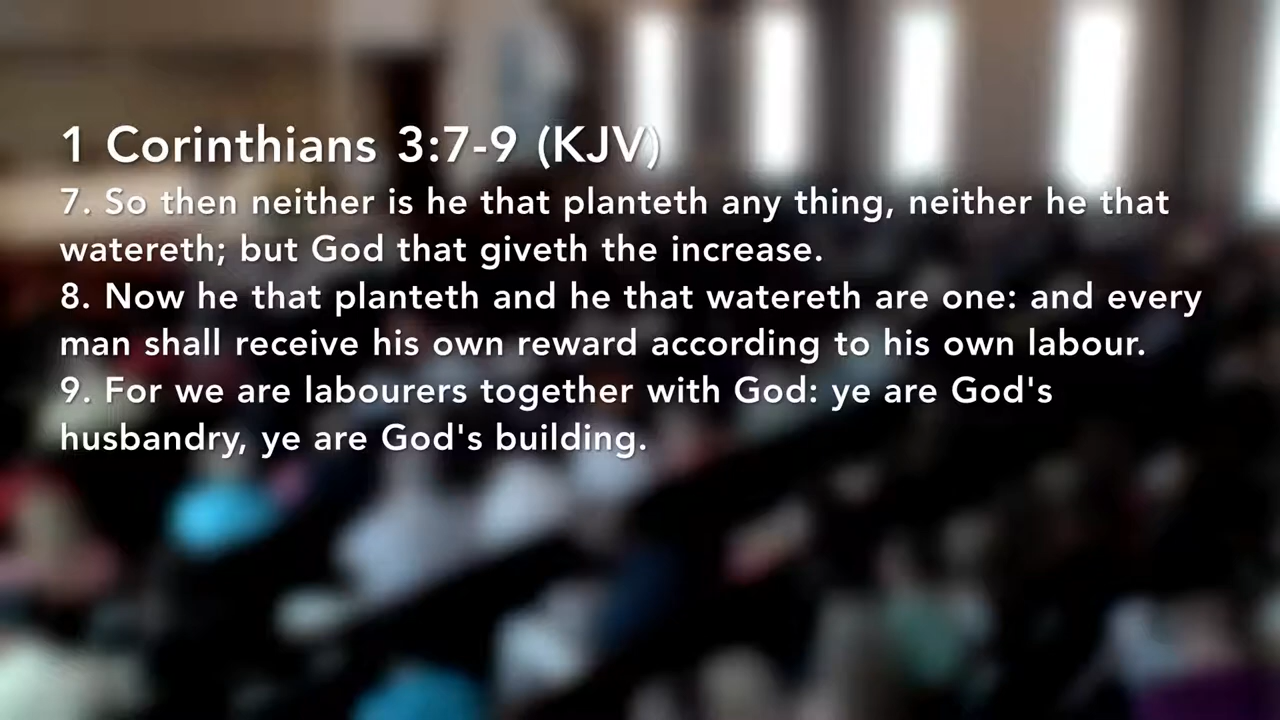 1 Corinthians 3:7-9 (KJV)
7. So then neither is he that planteth any thing, neither he that
watereth; but God that giveth the increase.
8. Now he that planteth and he that watereth are one: and every
man shall receive his own reward according to his own labour.
9. For we are labourers together with God: ye are God's
husbandry, ye are God's building.